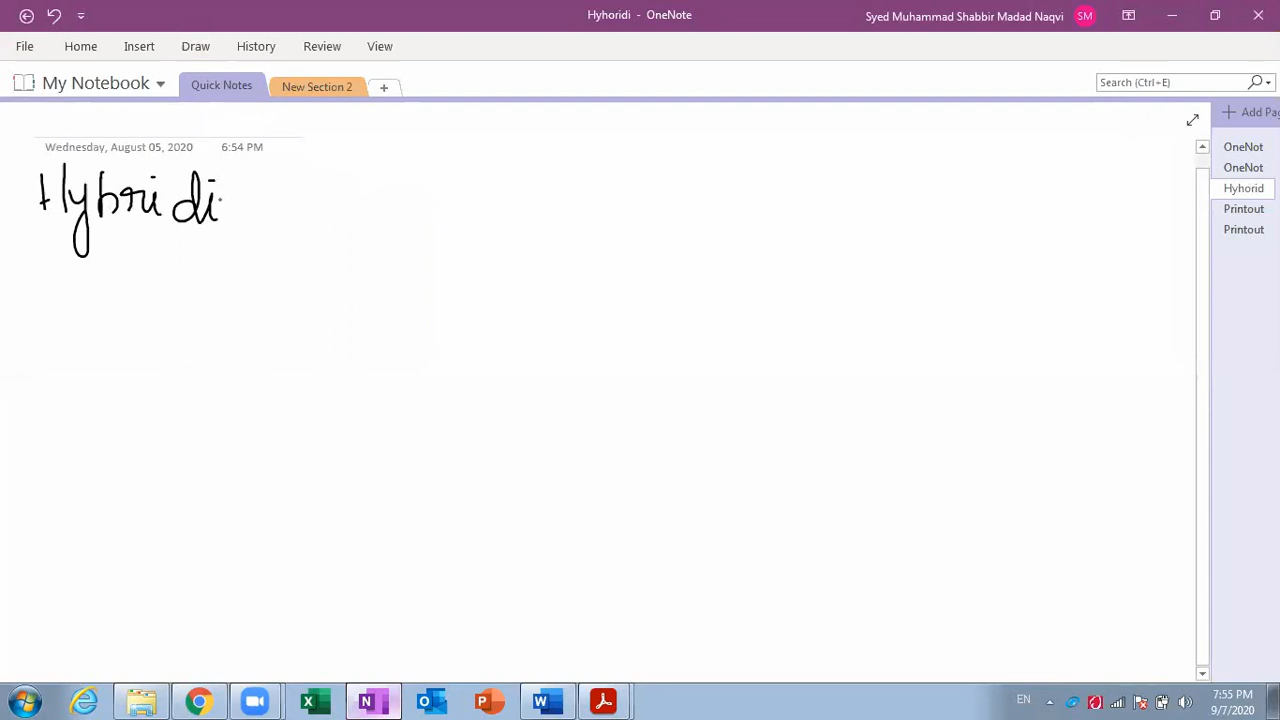 Hyhoridi - OneNote
Syed Muhammad Shabbir Madad Naqvi
SM
File Home Insert Draw History Review View
My Notebook
Quick Notes
New Section 2
Search (Ctrl+E)
Add Pag
Wednesday, August 05, 2020 6:54 PM
Hybridi
OneNot
OneNot
Hyhorid
Printout
Printout
EN
7:55 PM
9/7/2020